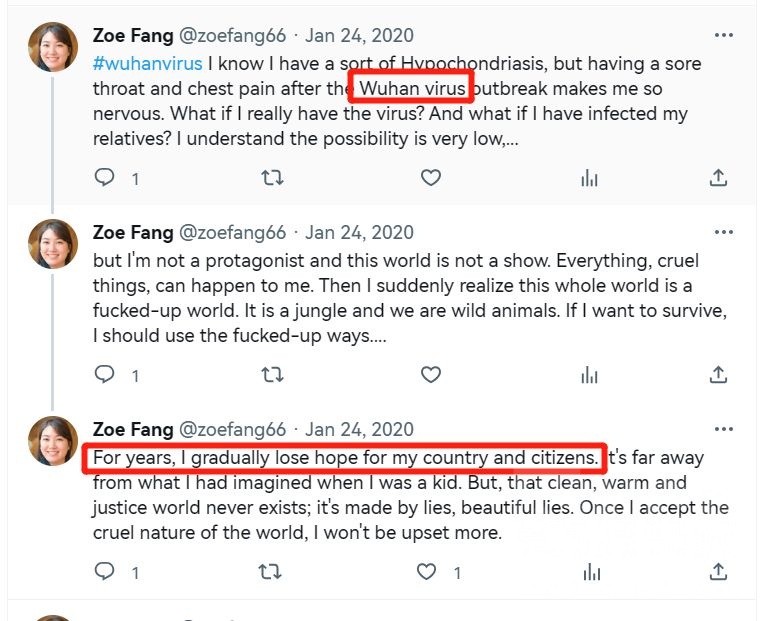 Zoe Fang @zoefang66 · Jan 24, 2020
#wuhanvirus I know I have a sort of Hypochondriasis, but having a sore
throat and chest pain after the Wuhan virus outbreak makes me so
nervous. What if I really have the virus? And what if I have infected my
relatives? I understand the possibility is very low,...
1
Zoe Fang @zoefang66 · Jan 24, 2020
but I'm not a protagonist and this world is not a show. Everything, cruel
things, can happen to me. Then I suddenly realize this whole world is a
fucked-up world. It is a jungle and we are wild animals. If I want to survive,
I should use the fucked-up ways....
1
Zoe Fang @zoefang66 · Jan 24, 2020
For years, I gradually lose hope for my country and citizens. It's far away
from what I had imagined when I was a kid. But, that clean, warm and
justice world never exists; it's made by lies, beautiful lies. Once I accept the
cruel nature of the world, I won't be upset more.
1 1